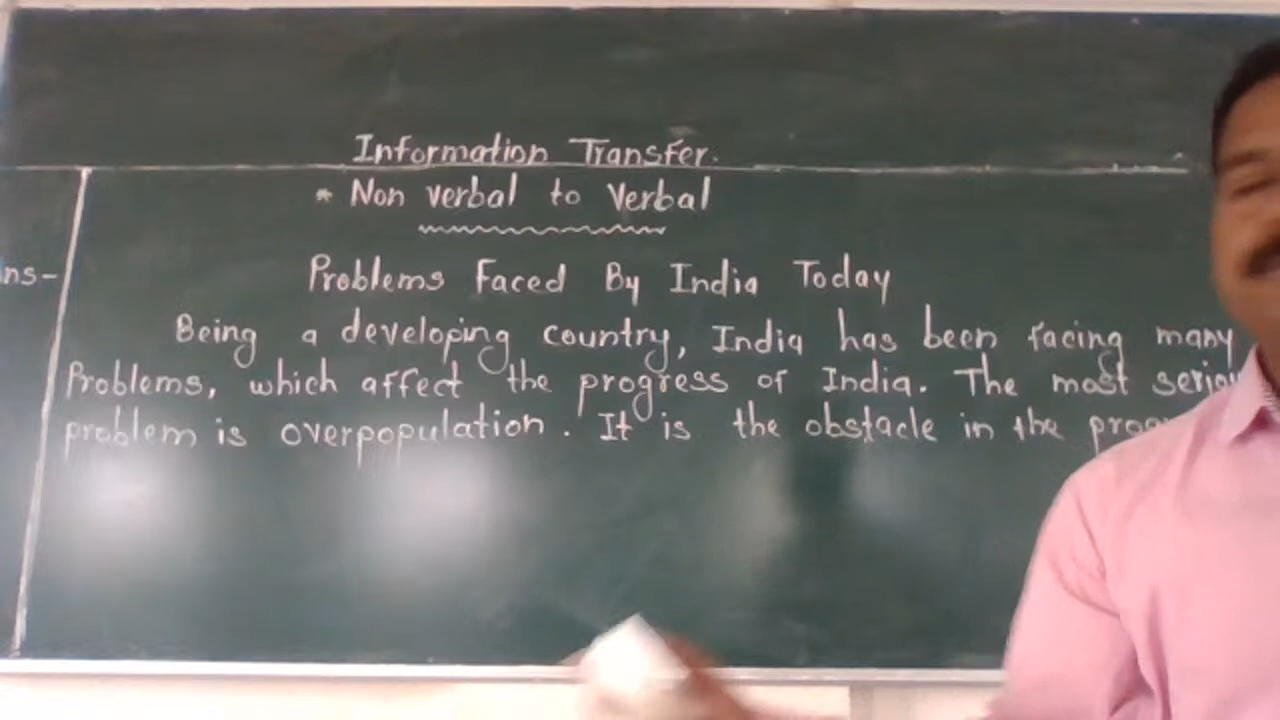 Information Transfer.
* Non verbal to Verbal
Problems Faced By India Today
ns-
Being a developing country, India has been facing many
Problems, which affect the progress of India. The most
problem is overpopulation. It is the obstacle in the